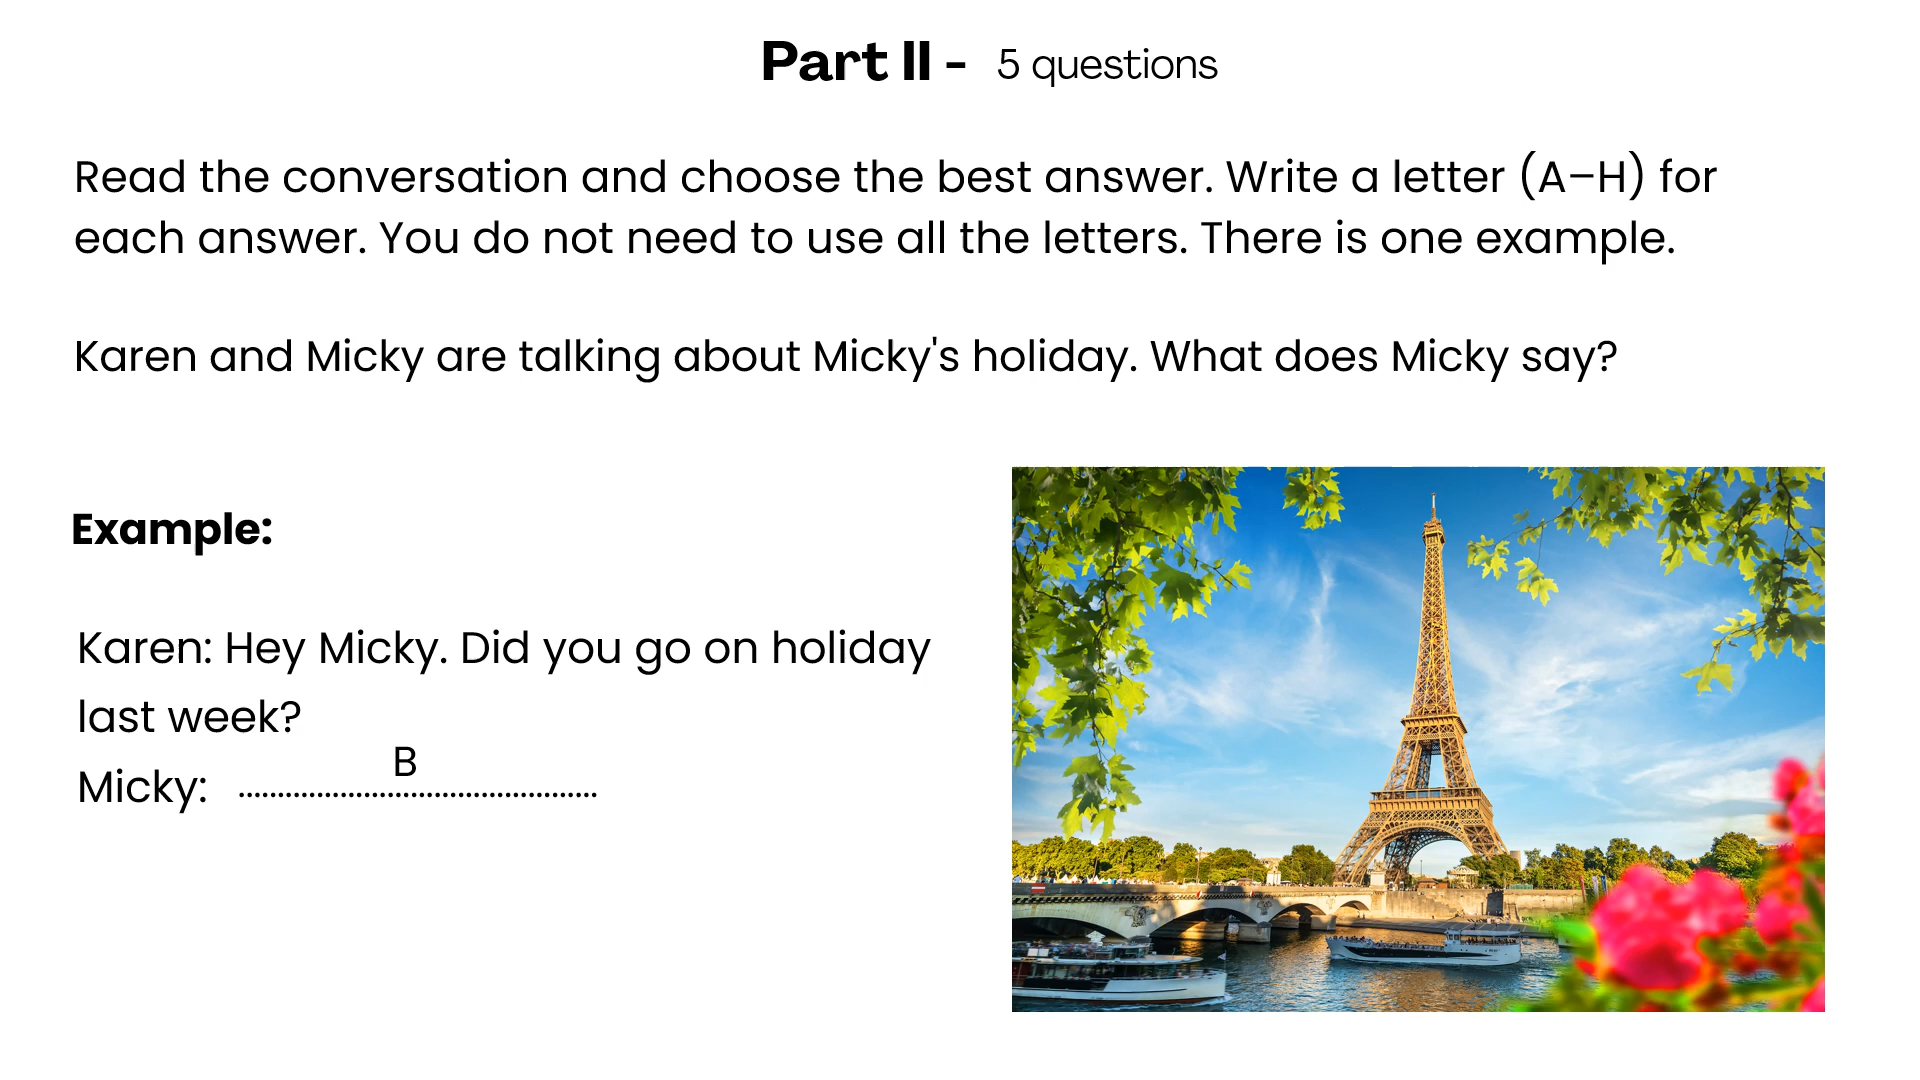 Part II - 5 questions
Read the conversation and choose the best answer. Write a letter (A–H) for
each answer. You do not need to use all the letters. There is one example.
Karen and Micky are talking about Micky's holiday. What does Micky say?
Example:
Karen: Hey Micky. Did you go on holiday
last week?
B
Micky: ..............................................